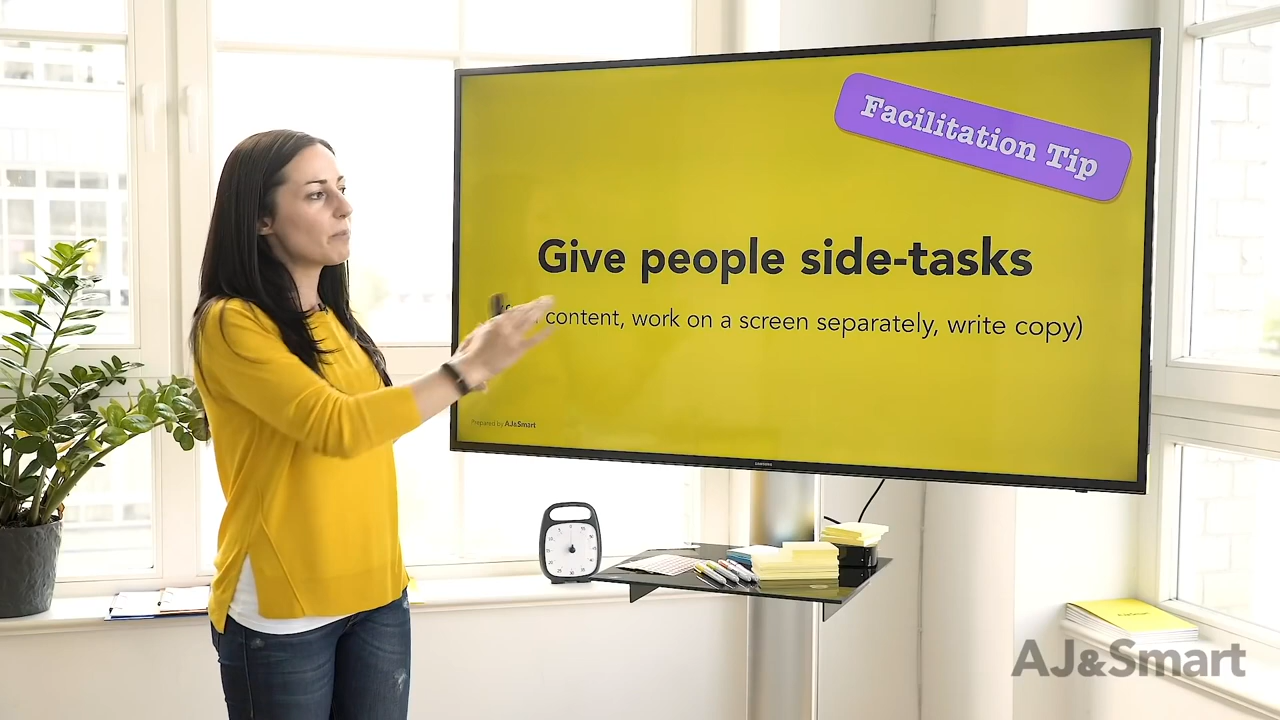 Facilitation Tip
Give people side-tasks
content, work on a screen separately, write copy)
Prepared by AJ&Smart
SAMSUNG
AJ&Smart